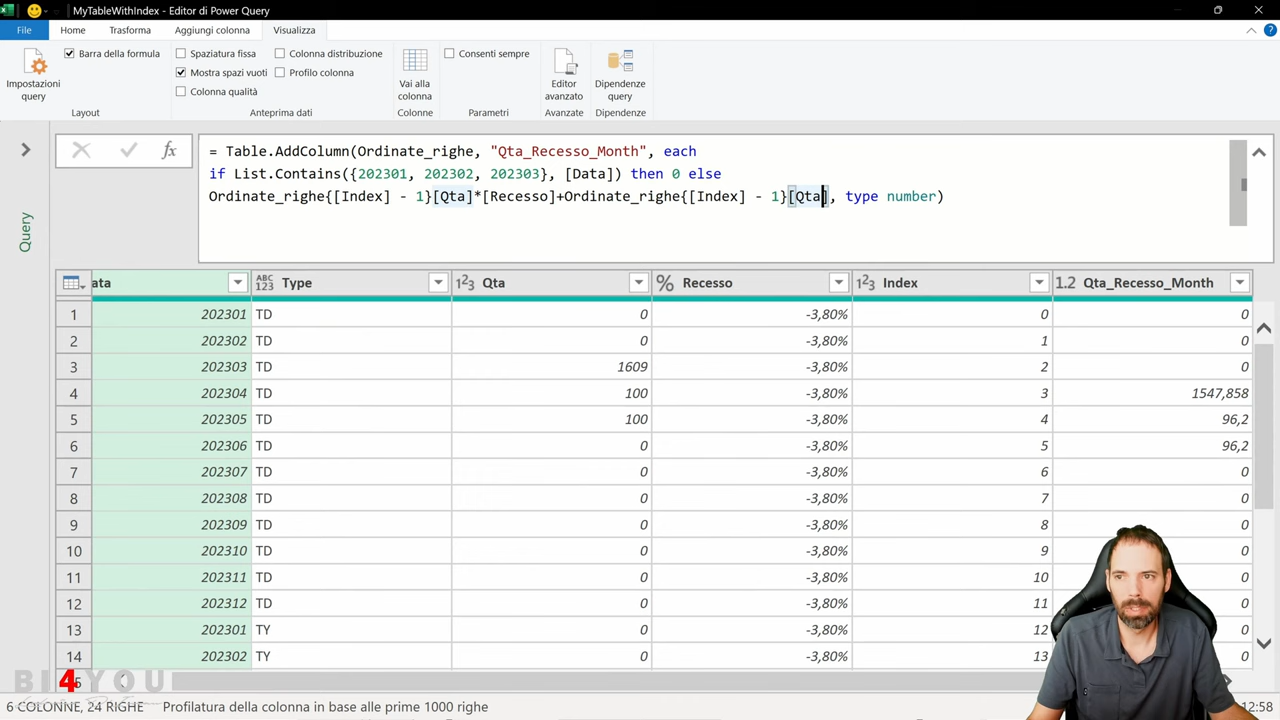 MyTableWithIndex - Editor di Power Query
File Home Trasforma Aggiungi colonna Visualizza
Impostazioni query
Barra della formula
Spaziatura fissa
Mostra spazi vuoti
Colonna qualità
Colonna distribuzione
Profilo colonna
Vai alla colonna
Consenti sempre
Editor avanzato
Dipendenze query
Layout Anteprima dati Colonne Parametri Avanzate Dipendenze
Query
fx
= Table.AddColumn(Ordinate_righe, "Qta_Recesso_Month", each
if List.Contains({202301, 202302, 202303}, [Data]) then 0 else
Ordinate_righe{[Index] - 1}[Qta]*[Recesso]+Ordinate_righe{[Index] - 1}[Qta], type number)
ata ABC 123 Type 123 Qta % Recesso 123 Index 1.2 Qta_Recesso_Month
1 202301 TD 0 -3,80% 0 0
2 202302 TD 0 -3,80% 1 0
3 202303 TD 1609 -3,80% 2 0
4 202304 TD 100 -3,80% 3 1547,858
5 202305 TD 100 -3,80% 4 96,2
6 202306 TD 0 -3,80% 5 96,2
7 202307 TD 0 -3,80% 6 0
8 202308 TD 0 -3,80% 7 0
9 202309 TD 0 -3,80% 8 0
10 202310 TD 0 -3,80% 9 0
11 202311 TD 0 -3,80% 10 0
12 202312 TD 0 -3,80% 11 0
13 202301 TY 0 -3,80% 12 0
14 202302 TY 0 -3,80% 13 0
BI4YOU
6 COLONNE, 24 RIGHE Profilatura della colonna in base alle prime 1000 righe 12:58